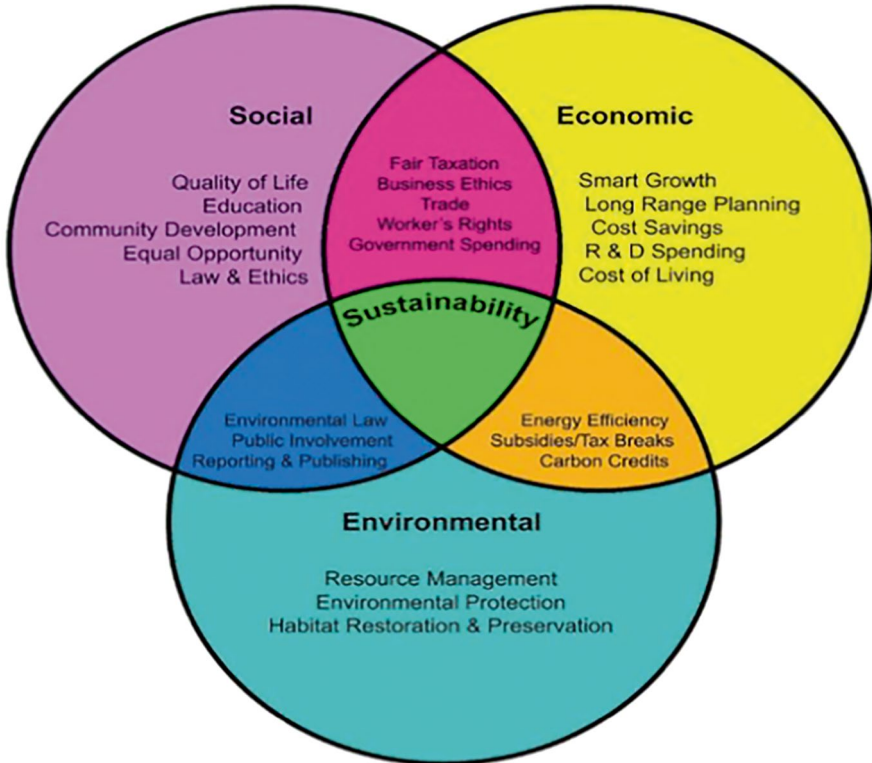 Social
Quality of Life
Education
Community Development
Equal Opportunity
Law & Ethics
Fair Taxation
Business Ethics
Trade
Worker's Rights
Government Spending
Economic
Smart Growth
Long Range Planning
Cost Savings
R & D Spending
Cost of Living
Sustainability
Environmental Law
Public Involvement
Reporting & Publishing
Energy Efficiency
Subsidies/Tax Breaks
Carbon Credits
Environmental
Resource Management
Environmental Protection
Habitat Restoration & Preservation